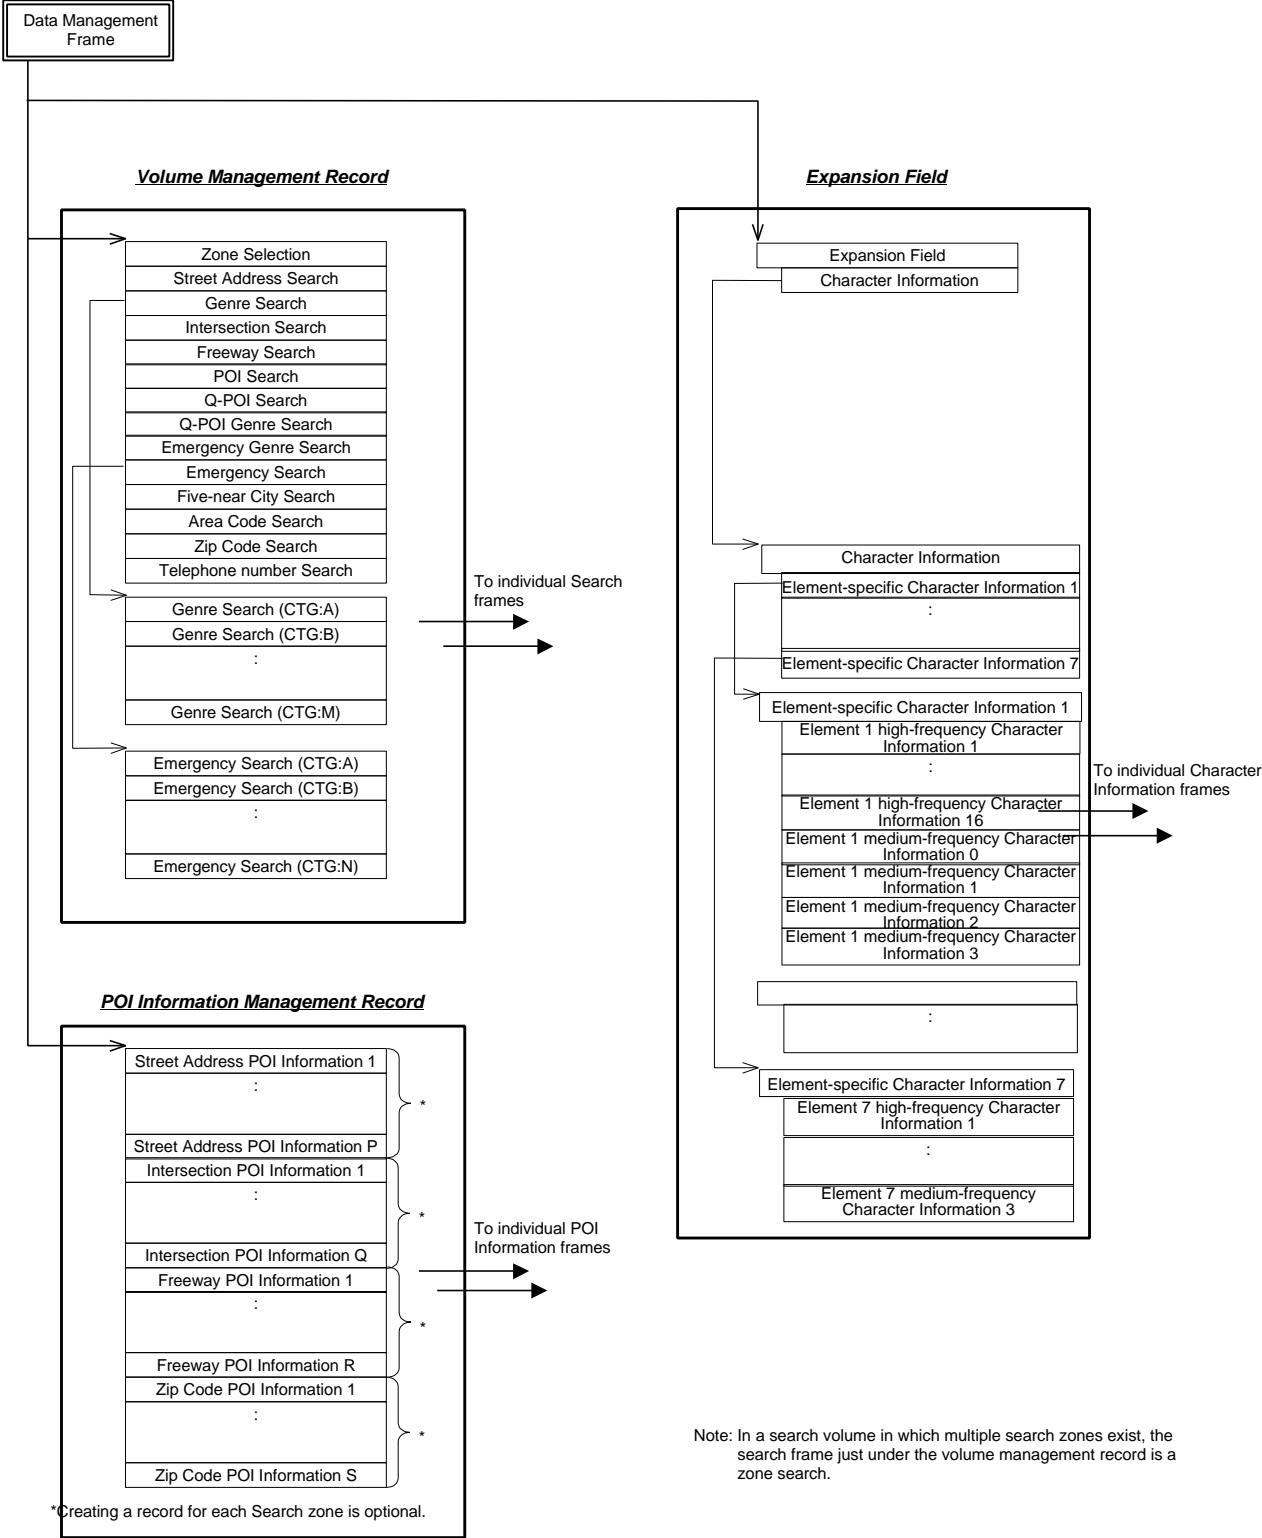 Data Management
Frame
Volume Management Record
Zone Selection
Street Address Search
Genre Search
Intersection Search
Freeway Search
POI Search
Q-POI Search
Q-POI Genre Search
Emergency Genre Search
Emergency Search
Five-near City Search
Area Code Search
Zip Code Search
Telephone number Search
Genre Search (CTG:A)
Genre Search (CTG:B)
:
Genre Search (CTG:M)
Emergency Search (CTG:A)
Emergency Search (CTG:B)
:
Emergency Search (CTG:N)
To individual Search
frames
POI Information Management Record
Street Address POI Information 1
:
*
Street Address POI Information P
Intersection POI Information 1
:
*
Intersection POI Information Q
Freeway POI Information 1
:
*
Freeway POI Information R
Zip Code POI Information 1
:
*
Zip Code POI Information S
*Creating a record for each Search zone is optional.
To individual POI
Information frames
Expansion Field
Expansion Field
Character Information
Character Information
Element-specific Character Information 1
:
Element-specific Character Information 7
Element-specific Character Information 1
Element 1 high-frequency Character
Information 1
:
Element 1 high-frequency Character
Information 16
Element 1 medium-frequency Character
Information 0
Element 1 medium-frequency Character
Information 1
Element 1 medium-frequency Character
Information 2
Element 1 medium-frequency Character
Information 3
:
Element-specific Character Information 7
Element 7 high-frequency Character
Information 1
:
Element 7 medium-frequency
Character Information 3
To individual Character
Information frames
Note: In a search volume in which multiple search zones exist, the
search frame just under the volume management record is a
zone search.